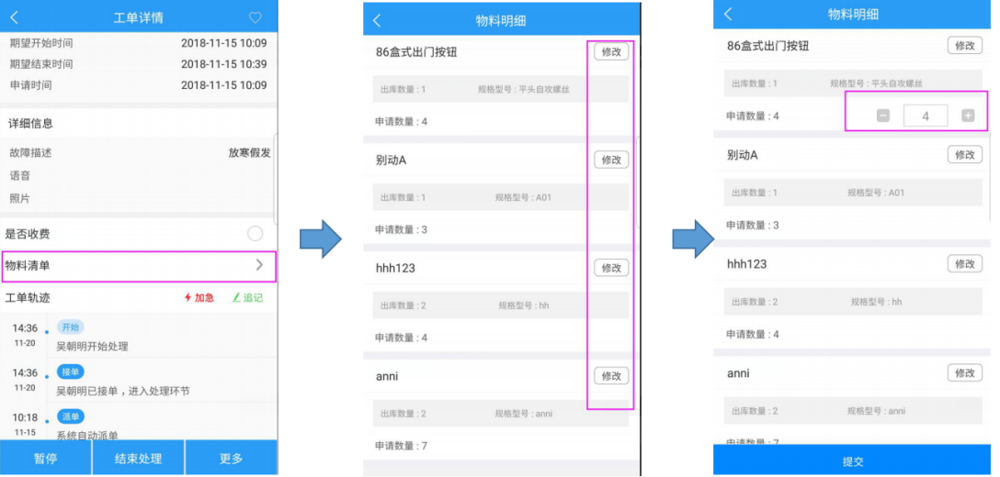 工单详情
期望开始时间 2018-11-15 10:09
期望结束时间 2018-11-15 10:39
申请时间 2018-11-15 10:09
详细信息
故障描述 放寒假发
语音
照片
是否收费
物料清单
工单轨迹 加急 追记
14:36 开始
11-20 吴朝明开始处理
14:36 接单
11-20 吴朝明已接单，进入处理环节
10:18 派单
11-15 系统自动派单
暂停 结束处理 更多
物料明细
86盒式出门按钮 修改
出库数量 : 1 规格型号 : 平头自攻螺丝
申请数量 : 4
别动A 修改
出库数量 : 1 规格型号 : A01
申请数量 : 3
hhh123 修改
出库数量 : 2 规格型号 : hh
申请数量 : 4
anni 修改
出库数量 : 2 规格型号 : anni
申请数量 : 7
物料明细
86盒式出门按钮 修改
出库数量 : 1 规格型号 : 平头自攻螺丝
申请数量 : 4 4
别动A 修改
出库数量 : 1 规格型号 : A01
申请数量 : 3
hhh123 修改
出库数量 : 2 规格型号 : hh
申请数量 : 4
anni 修改
出库数量 : 2 规格型号 : anni
申请数量 : 7
提交